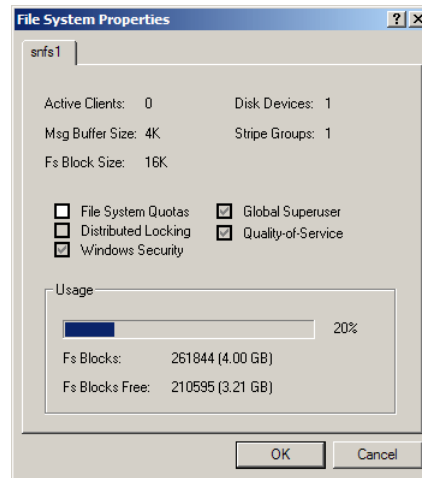 File System Properties
snfs1
Active Clients: 0 Disk Devices: 1
Msg Buffer Size: 4K Stripe Groups: 1
Fs Block Size: 16K
File System Quotas Global Superuser
Distributed Locking Quality-of-Service
Windows Security
Usage
20%
Fs Blocks: 261844 (4.00 GB)
Fs Blocks Free: 210595 (3.21 GB)
OK Cancel